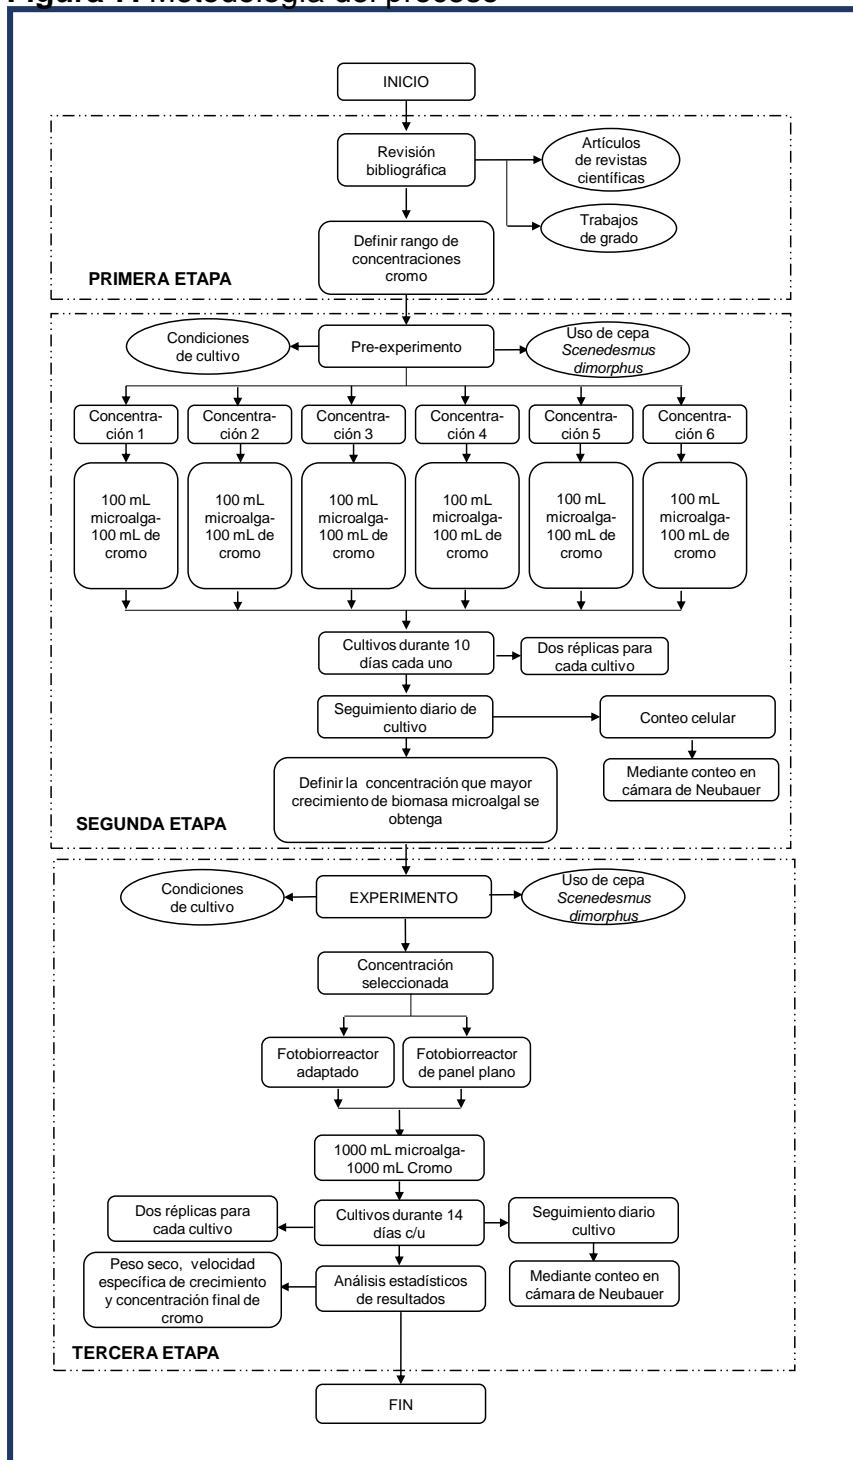 Figura 7. Metodología del proceso
INICIO
Revisión
bibliográfica
Artículos
de revistas
científicas
Trabajos
de grado
Definir rango de
concentraciones
cromo
PRIMERA ETAPA
Condiciones
de cultivo
Pre-experimento
Uso de cepa
Scenedesmus
dimorphus
Concentra-
ción 1
Concentra-
ción 2
Concentra-
ción 3
Concentra-
ción 4
Concentra-
ción 5
Concentra-
ción 6
100 mL
microalga-
100 mL de
cromo
100 mL
microalga-
100 mL de
cromo
100 mL
microalga-
100 mL de
cromo
100 mL
microalga-
100 mL de
cromo
100 mL
microalga-
100 mL de
cromo
100 mL
microalga-
100 mL de
cromo
Cultivos durante 10
días cada uno
Dos réplicas para
cada cultivo
Seguimiento diario de
cultivo
Conteo celular
Mediante conteo en
cámara de Neubauer
Definir la concentración que mayor
crecimiento de biomasa microalgal se
obtenga
SEGUNDA ETAPA
Condiciones
de cultivo
EXPERIMENTO
Uso de cepa
Scenedesmus
dimorphus
Concentración
seleccionada
Fotobiorreactor
adaptado
Fotobiorreactor
de panel plano
1000 mL microalga-
1000 mL Cromo
Dos réplicas para
cada cultivo
Cultivos durante 14
días c/u
Seguimiento diario
cultivo
Peso seco, velocidad
específica de crecimiento
y concentración final de
cromo
Análisis estadísticos
de resultados
Mediante conteo en
cámara de Neubauer
TERCERA ETAPA
FIN